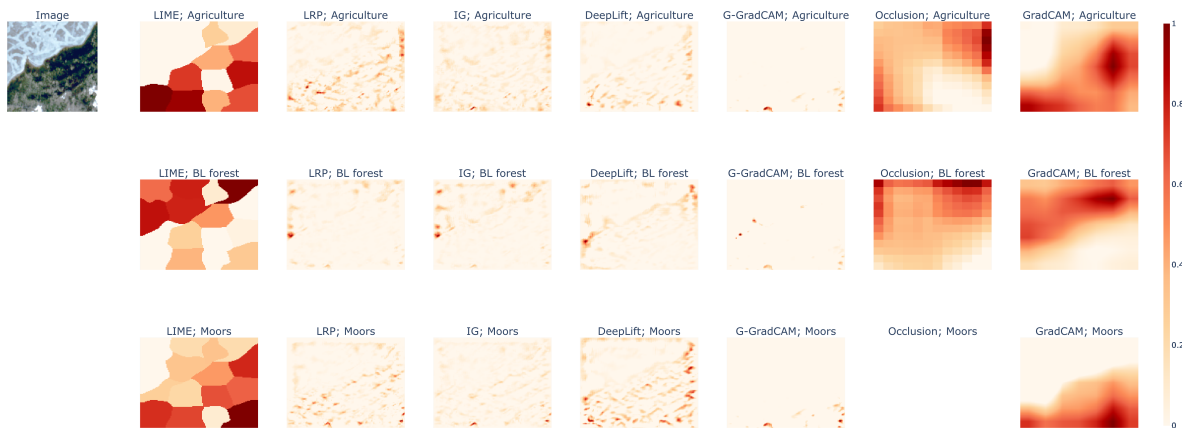 Image LIME; Agriculture LRP; Agriculture IG; Agriculture DeepLift; Agriculture G-GradCAM; Agriculture Occlusion; Agriculture GradCAM; Agriculture
1
0.8
LIME; BL forest LRP; BL forest IG; BL forest DeepLift; BL forest G-GradCAM; BL forest Occlusion; BL forest GradCAM; BL forest
0.6
0.4
LIME; Moors LRP; Moors IG; Moors DeepLift; Moors G-GradCAM; Moors Occlusion; Moors GradCAM; Moors
0.2
0